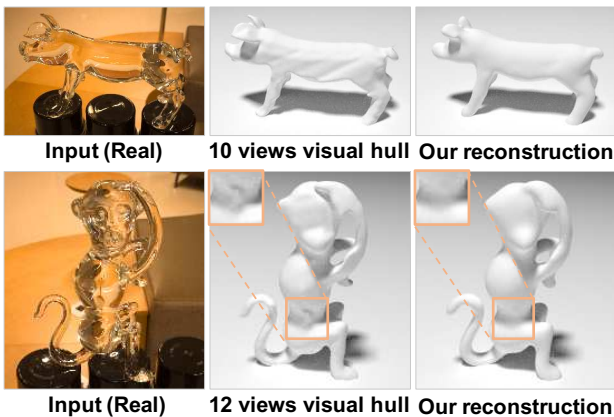 Input (Real) 10 views visual hull Our reconstruction
Input (Real) 12 views visual hull Our reconstruction